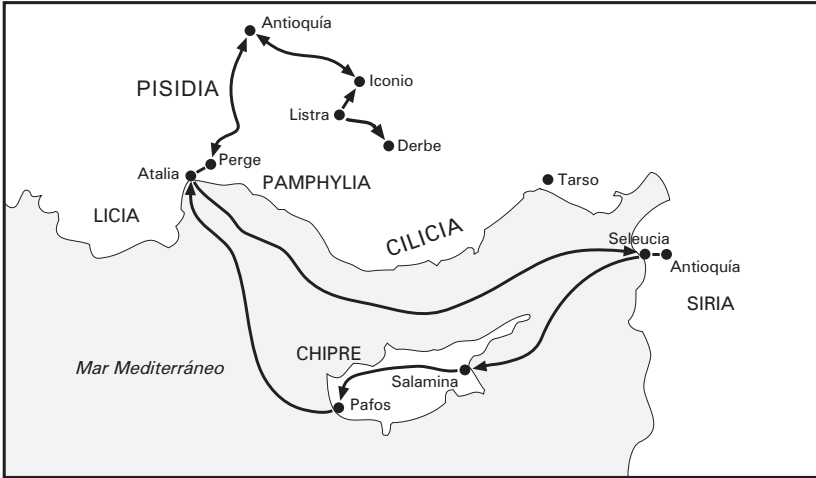 Antioquía
PISIDIA
Iconio
Listra
Derbe
Perge
Atalia
PAMPHYLIA
Tarso
LICIA
CILICIA
Seleucia
Antioquía
SIRIA
CHIPRE
Mar Mediterráneo
Salamina
Pafos